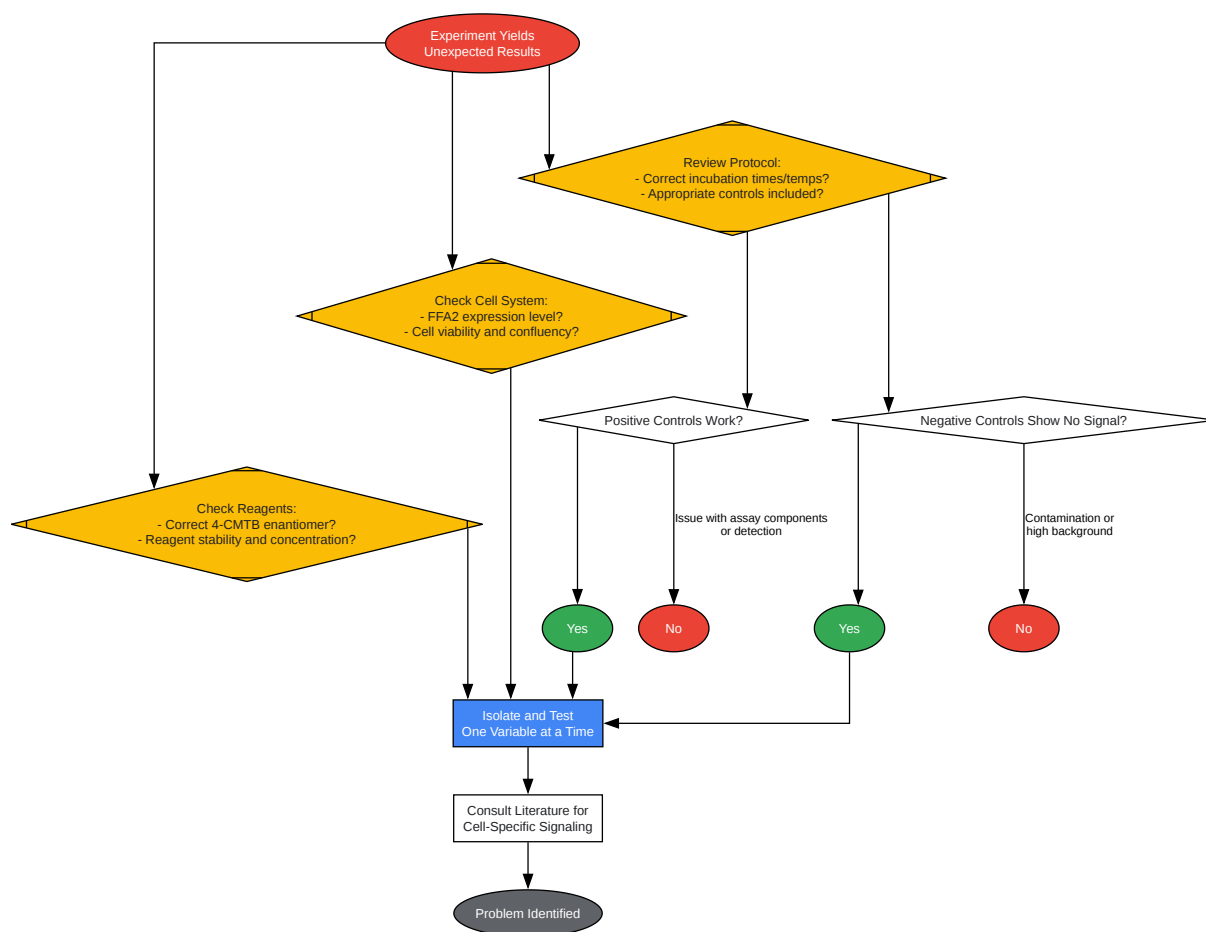 Experiment Yields
Unexpected Results
Review Protocol:
- Correct incubation times/temps?
- Appropriate controls included?
Check Cell System:
- FFA2 expression level?
- Cell viability and confluency?
Positive Controls Work?
Negative Controls Show No Signal?
Check Reagents:
- Correct 4-CMTB enantiomer?
- Reagent stability and concentration?
Issue with assay components
or detection
Contamination or
high background
Yes
No
Yes
No
Isolate and Test
One Variable at a Time
Consult Literature for
Cell-Specific Signaling
Problem Identified